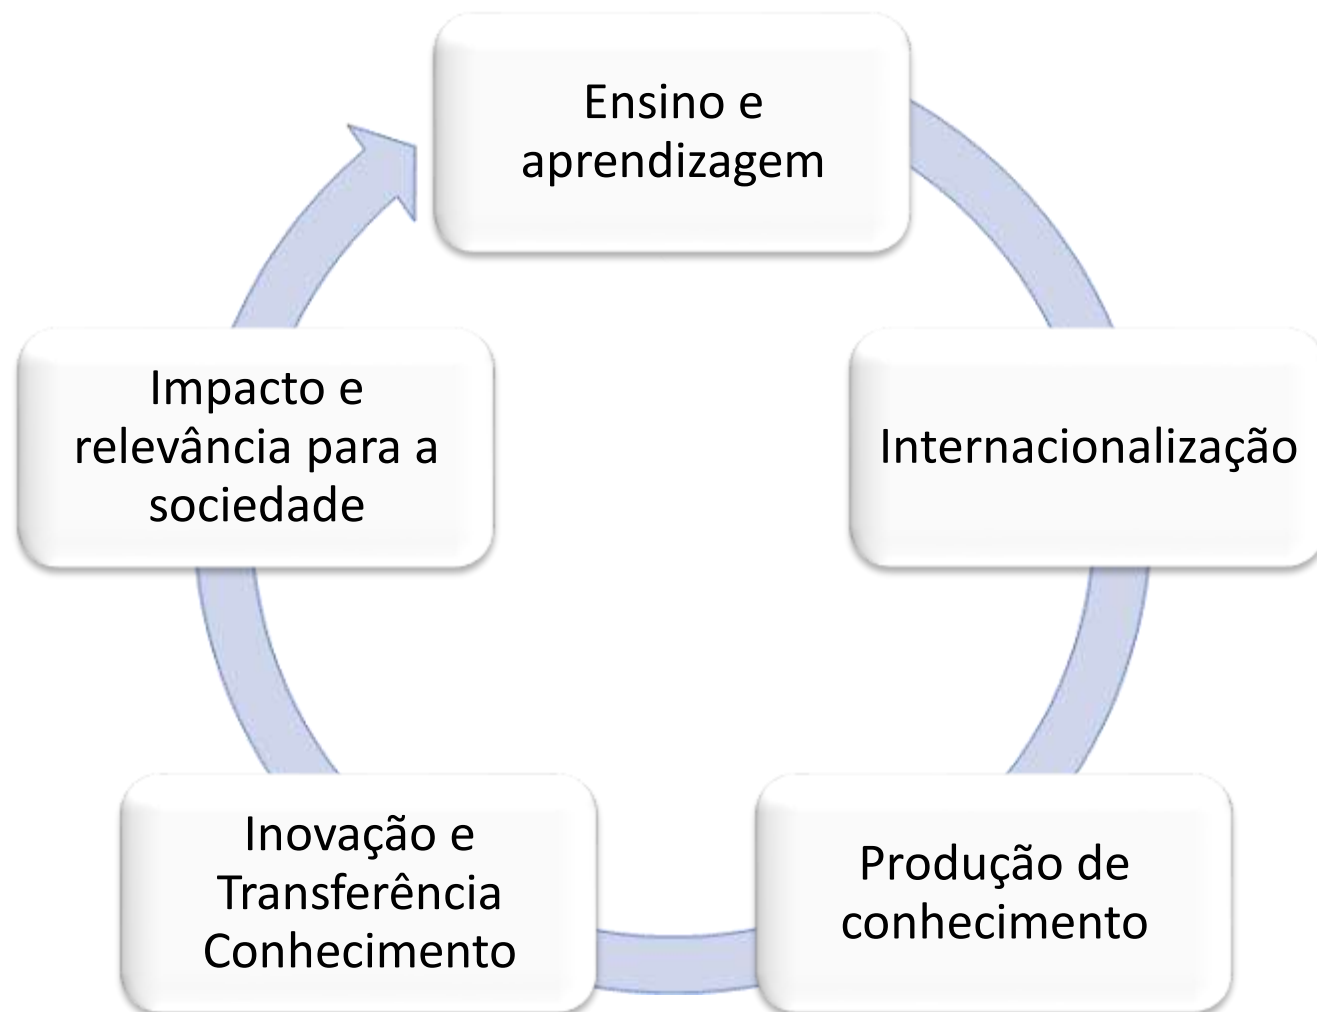 Ensino e
aprendizagem
Internacionalização
Produção de
conhecimento
Inovação e
Transferência
Conhecimento
Impacto e
relevância para a
sociedade